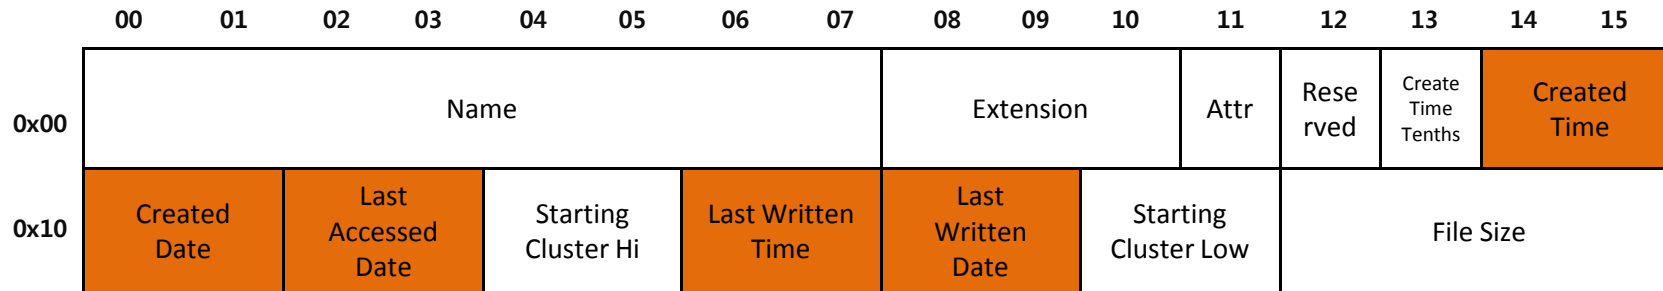 00 01 02 03 04 05 06 07 08 09 10 11 12 13 14 15
0x00
Name
Extension
Attr
Rese
rved
Create
Time
Tenths
Created
Time
0x10
Created
Date
Last
Accessed
Date
Starting
Cluster Hi
Last Written
Time
Last
Written
Date
Starting
Cluster Low
File Size